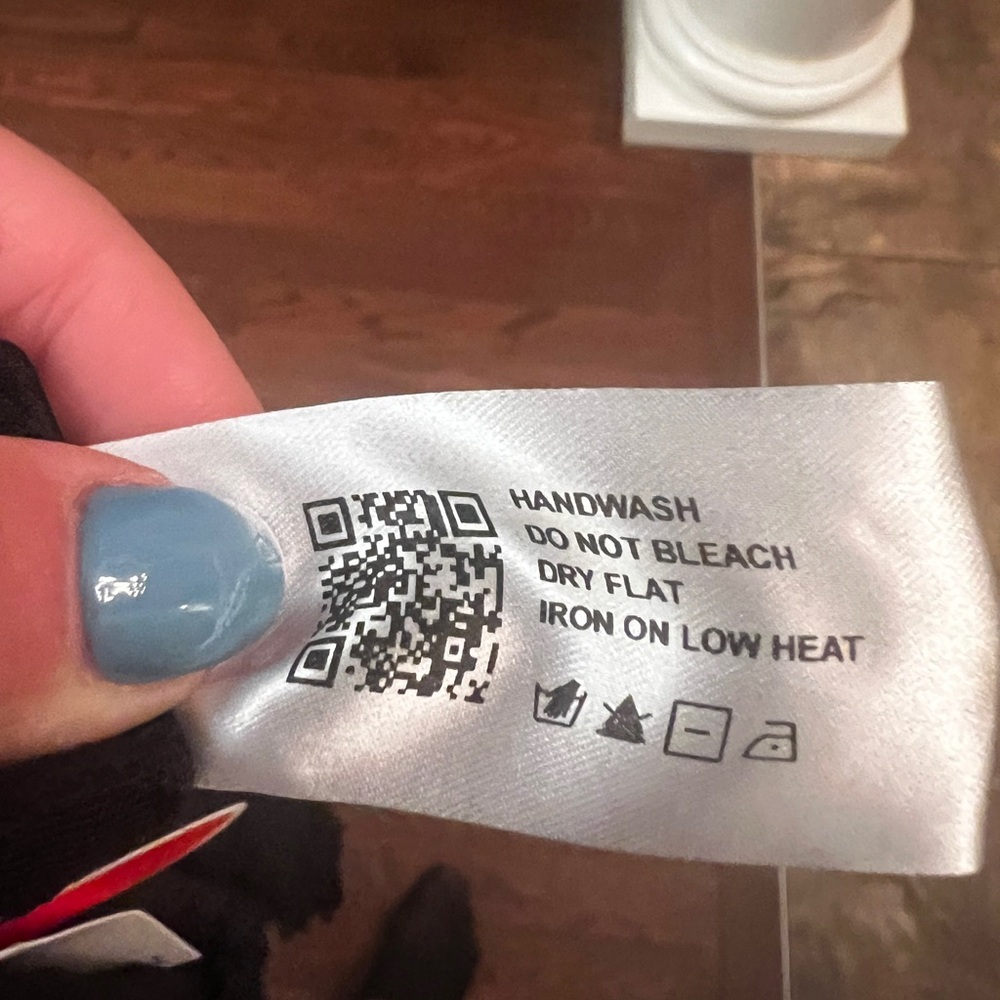 HANDWASH
DO NOT BLEACH
DRY FLAT
IRON ON LOW HEAT